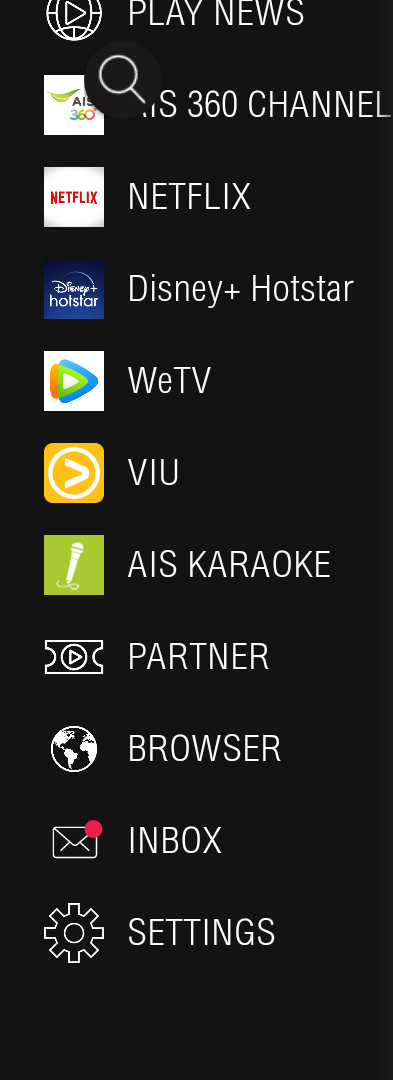 PLAY NEWS
AIS
360°
AIS 360 CHANNEL
NETFLIX
NETFLIX
Disney+
hotstar
Disney+ Hotstar
WeTV
VIU
AIS KARAOKE
PARTNER
BROWSER
INBOX
SETTINGS